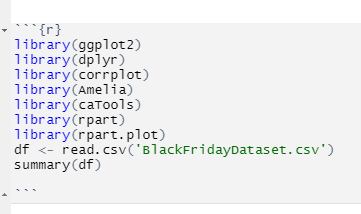 ```{r}
library(ggplot2)
library(dplyr)
library(corrplot)
library(Amelia)
library(caTools)
library(rpart)
library(rpart.plot)
df <- read.csv('BlackFridayDataset.csv')
summary(df)
```